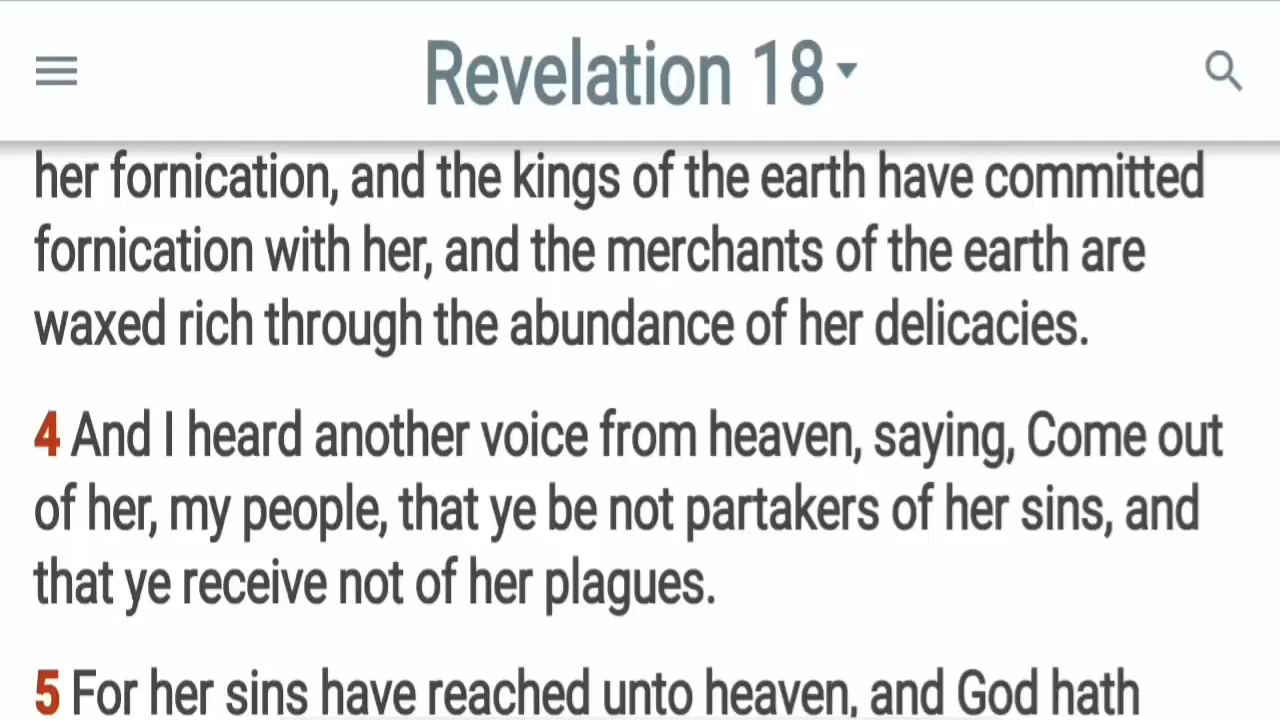 Revelation 18
her fornication, and the kings of the earth have committed
fornication with her, and the merchants of the earth are
waxed rich through the abundance of her delicacies.
4 And I heard another voice from heaven, saying, Come out
of her, my people, that ye be not partakers of her sins, and
that ye receive not of her plagues.
5 For her sins have reached unto heaven, and God hath